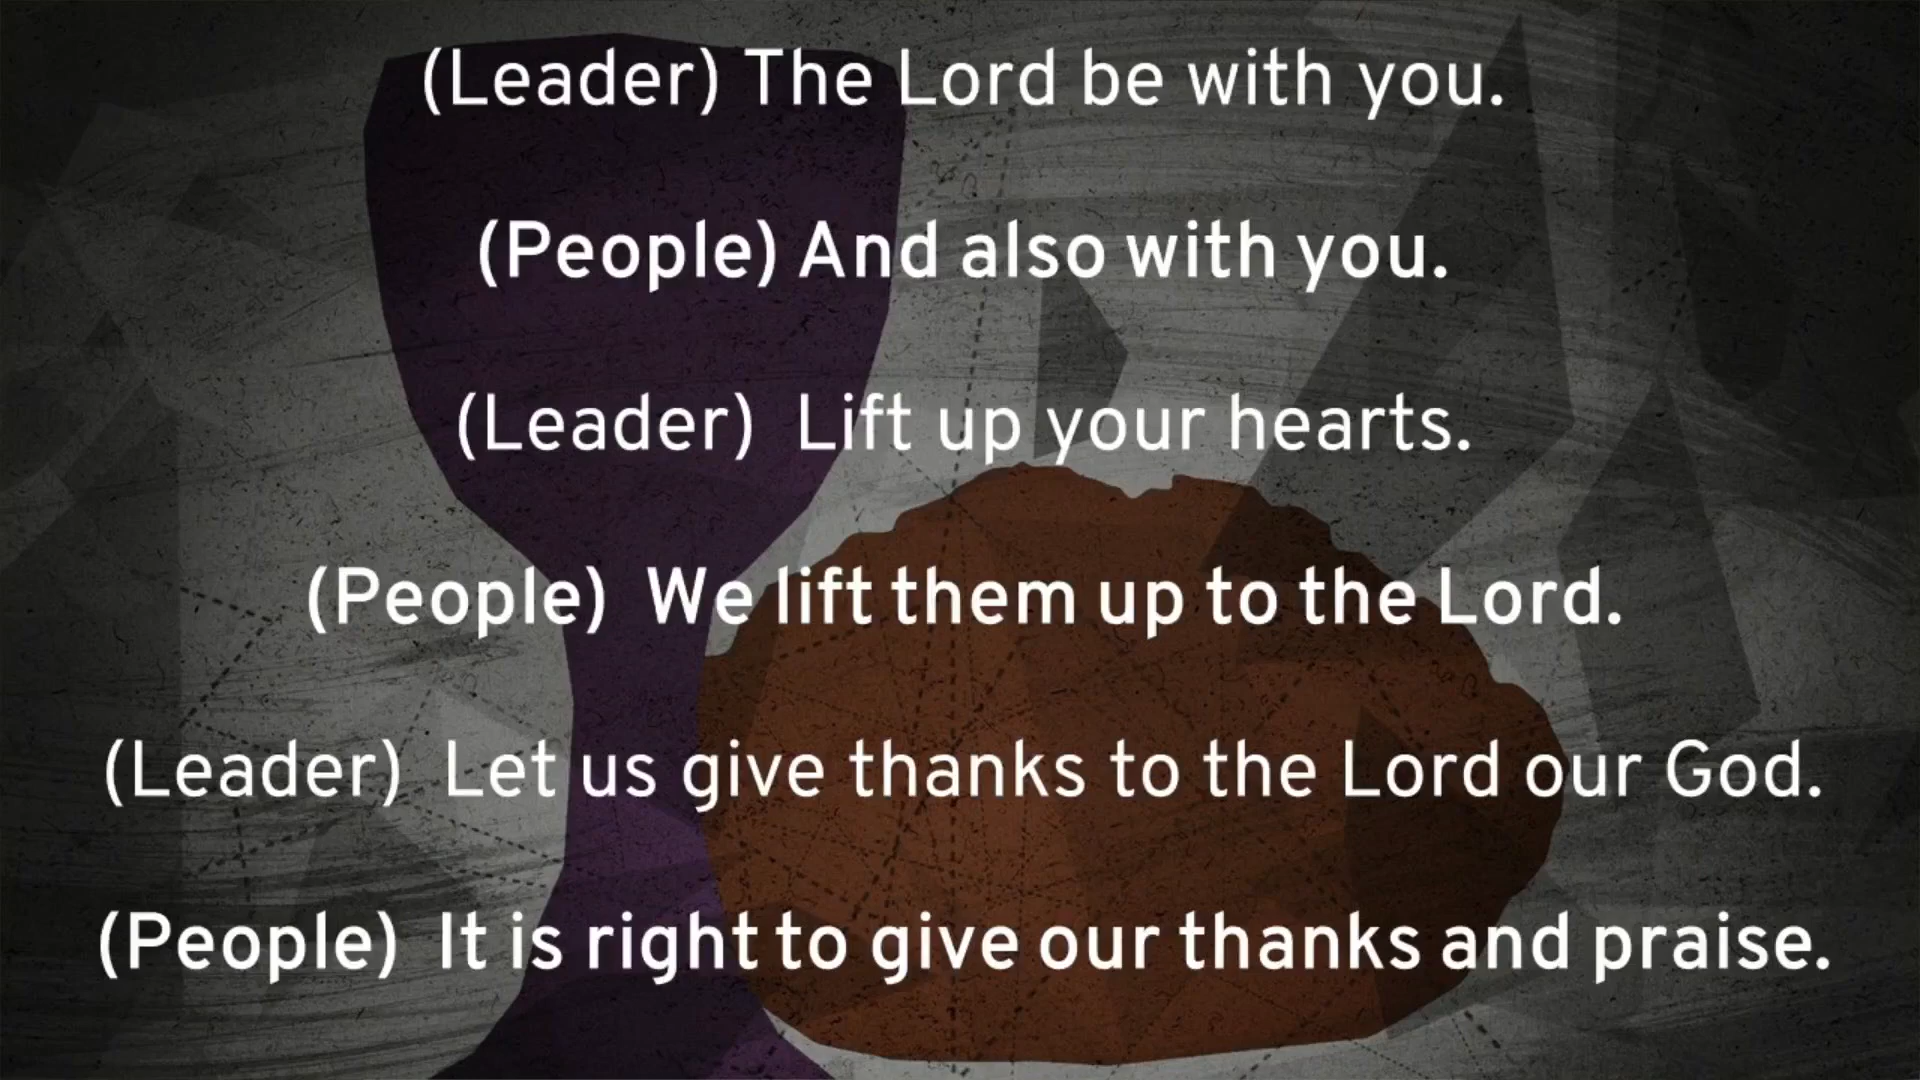 (Leader) The Lord be with you.
(People) And also with you.
(Leader)  Lift up your hearts.
(People)  We lift them up to the Lord.
(Leader)  Let us give thanks to the Lord our God.
(People)  It is right to give our thanks and praise.